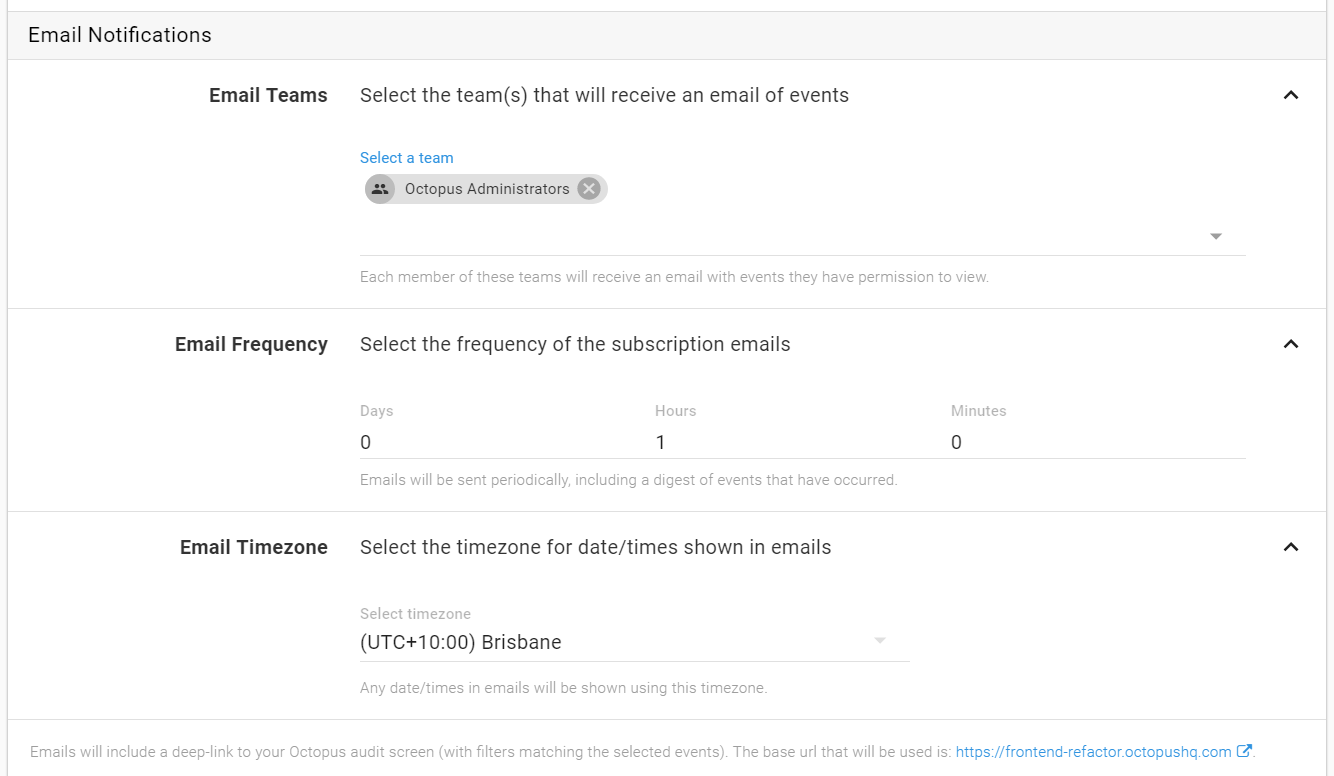 Email Notifications
Email Teams Select the team(s) that will receive an email of events
Select a team
Octopus Administrators
Each member of these teams will receive an email with events they have permission to view.
Email Frequency Select the frequency of the subscription emails
Days Hours Minutes
0 1 0
Emails will be sent periodically, including a digest of events that have occurred.
Email Timezone Select the timezone for date/times shown in emails
Select timezone
(UTC+10:00) Brisbane
Any date/times in emails will be shown using this timezone.
Emails will include a deep-link to your Octopus audit screen (with filters matching the selected events). The base url that will be used is: https://frontend-refactor.octopushq.com .